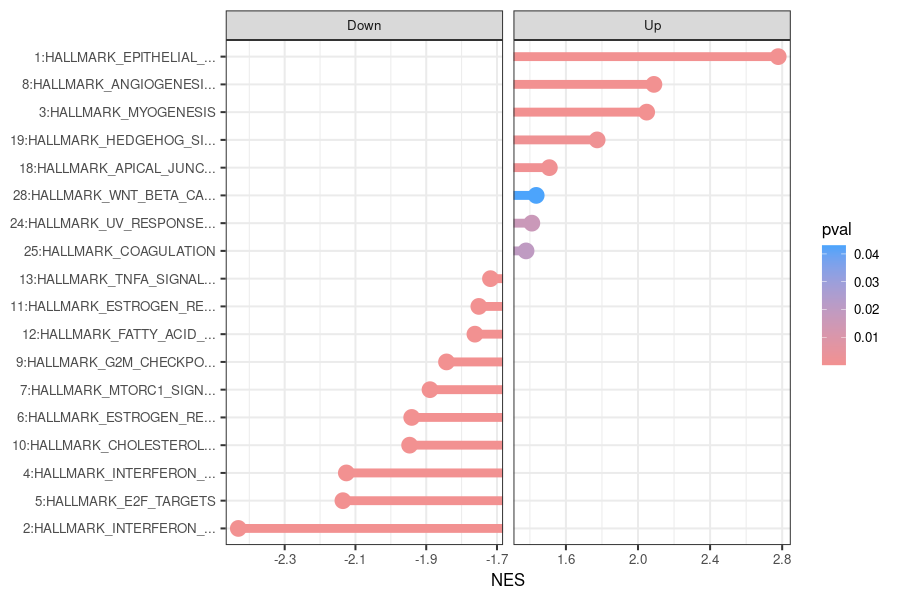 Down
Up
1:HALLMARK_EPITHELIAL_...
8:HALLMARK_ANGIOGENESI...
3:HALLMARK_MYOGENESIS
19:HALLMARK_HEDGEHOG_SI...
18:HALLMARK_APICAL_JUNC...
28:HALLMARK_WNT_BETA_CA...
24:HALLMARK_UV_RESPONSE...
25:HALLMARK_COAGULATION
13:HALLMARK_TNFA_SIGNAL...
11:HALLMARK_ESTROGEN_RE...
12:HALLMARK_FATTY_ACID_...
9:HALLMARK_G2M_CHECKPO...
7:HALLMARK_MTORC1_SIGN...
6:HALLMARK_ESTROGEN_RE...
10:HALLMARK_CHOLESTEROL...
4:HALLMARK_INTERFERON_...
5:HALLMARK_E2F_TARGETS
2:HALLMARK_INTERFERON_...
-2.3 -2.1 -1.9 -1.7 1.6 2.0 2.4 2.8
NES
pval
0.04
0.03
0.02
0.01